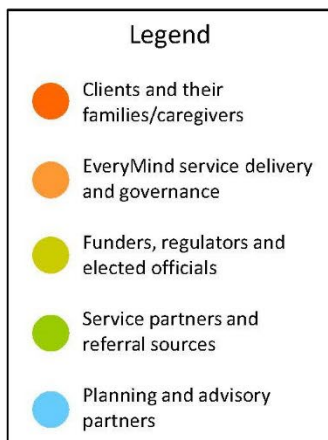 Legend
Clients and their
families/caregivers
EveryMind service delivery
and governance
Funders, regulators and
elected officials
Service partners and
referral sources
Planning and advisory
partners